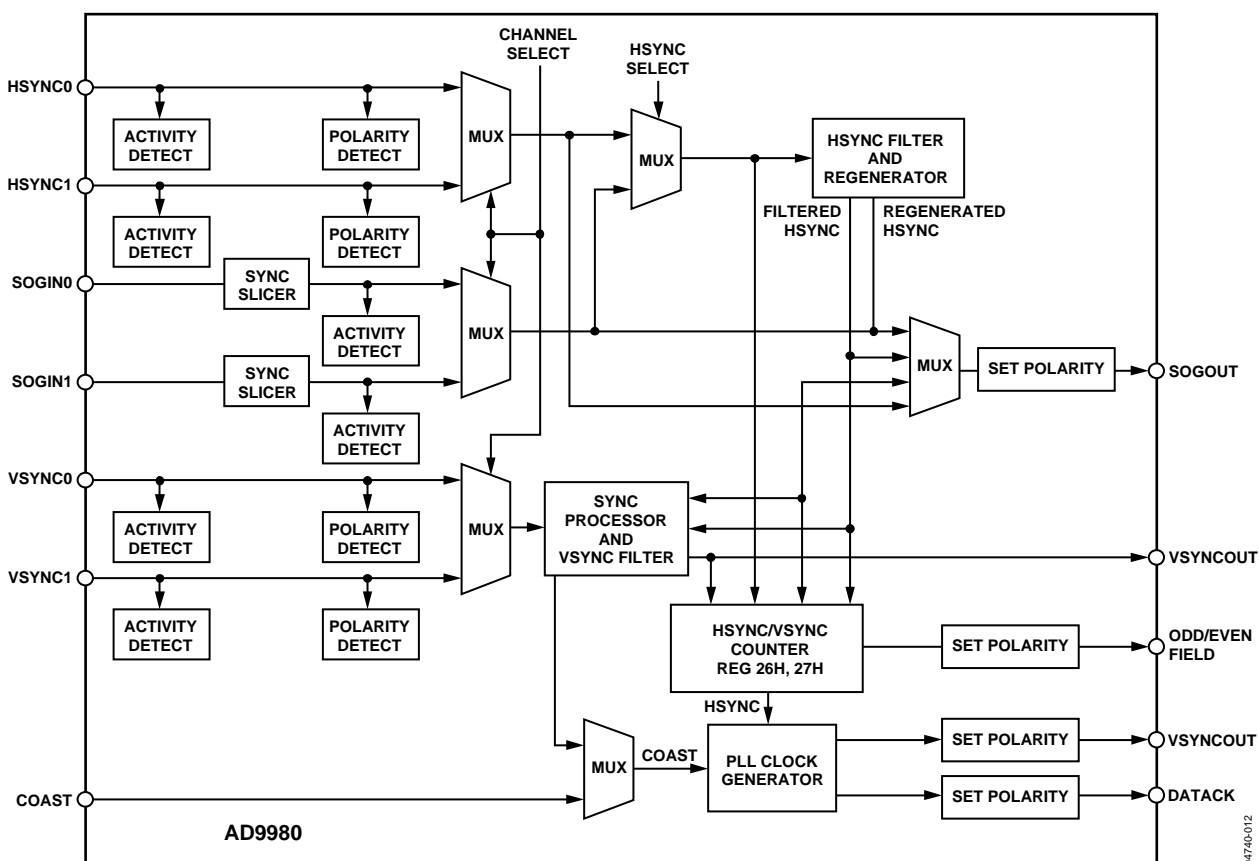 CHANNEL
SELECT
HSYNC
SELECT
HSYNC0
ACTIVITY
DETECT
POLARITY
DETECT
MUX
MUX
HSYNC FILTER
AND
REGENERATOR
HSYNC1
ACTIVITY
DETECT
POLARITY
DETECT
FILTERED
HSYNC
REGENERATED
HSYNC
SOGIN0
SYNC
SLICER
ACTIVITY
DETECT
MUX
SOGIN1
SYNC
SLICER
ACTIVITY
DETECT
MUX
SET POLARITY
SOGOUT
VSYNC0
ACTIVITY
DETECT
POLARITY
DETECT
MUX
SYNC
PROCESSOR
AND
VSYNC FILTER
VSYNCOUT
VSYNC1
ACTIVITY
DETECT
POLARITY
DETECT
HSYNC/VSYNC
COUNTER
REG 26H, 27H
SET POLARITY
ODD/EVEN
FIELD
HSYNC
MUX
COAST
PLL CLOCK
GENERATOR
SET POLARITY
VSYNCOUT
SET POLARITY
DATACK
COAST
AD9980
4740-012